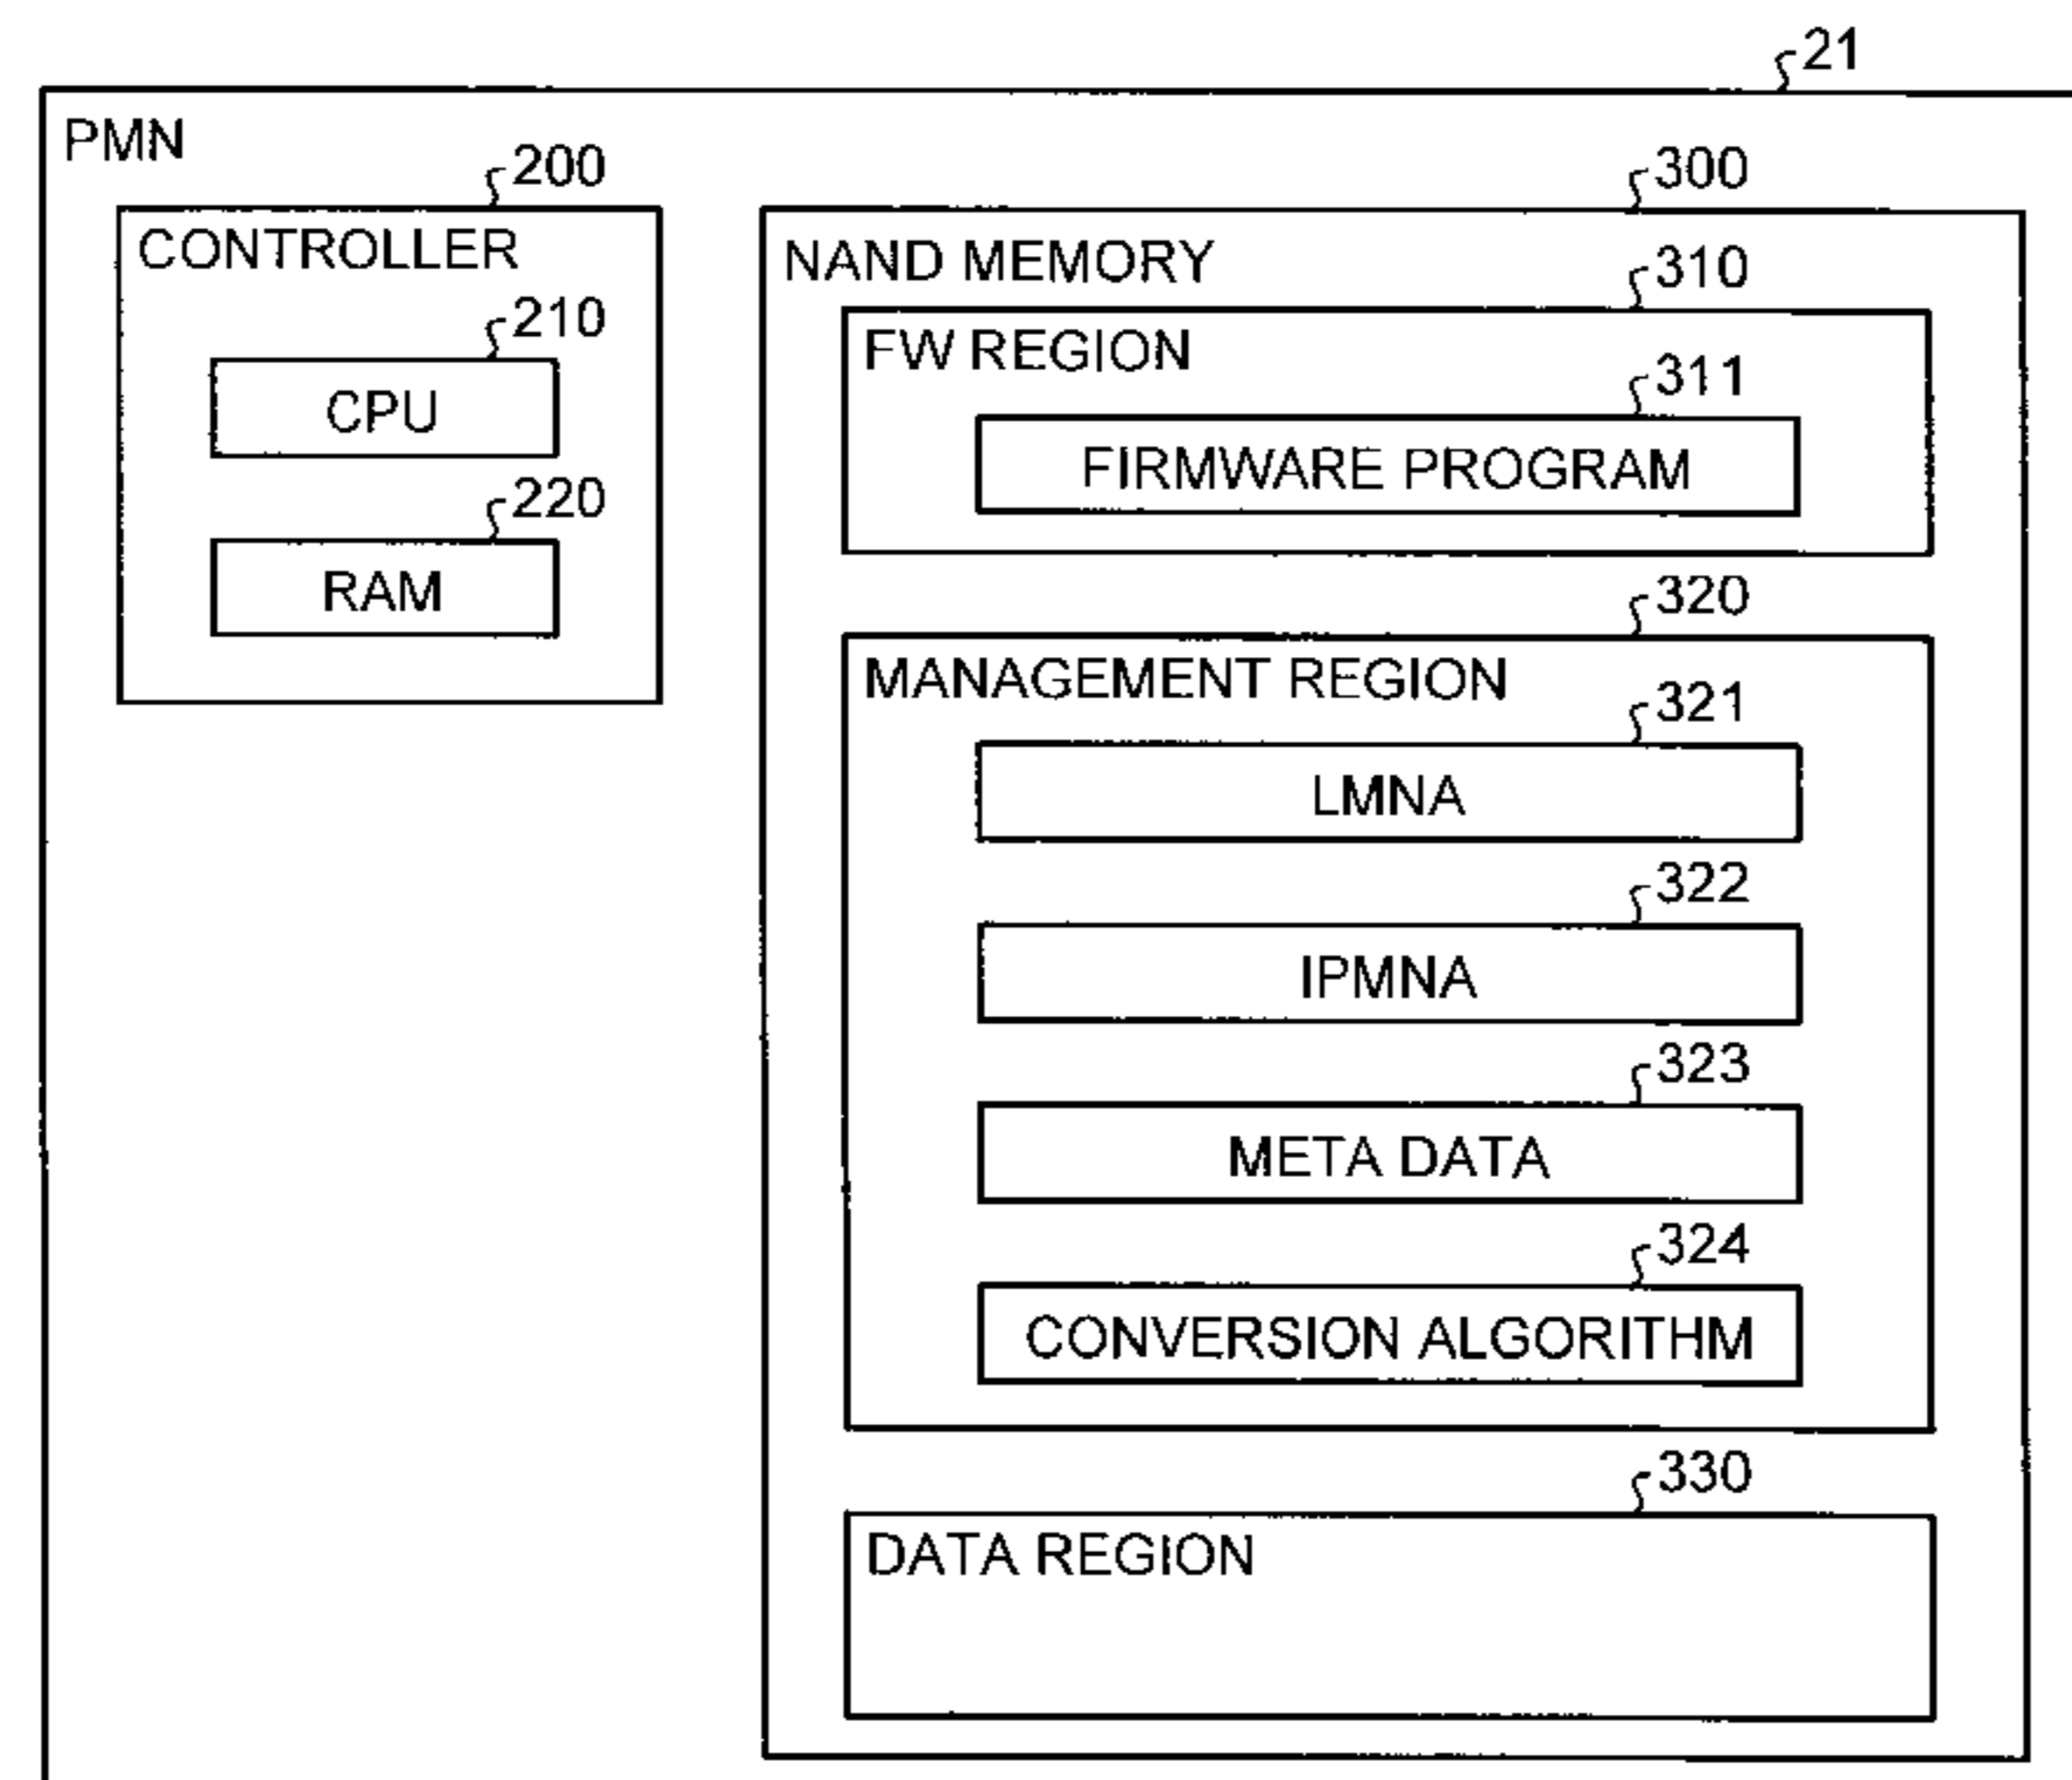 21
PMN
200
CONTROLLER
210
CPU
220
RAM
300
NAND MEMORY
310
FW REGION
311
FIRMWARE PROGRAM
320
MANAGEMENT REGION
321
LMNA
322
IPMNA
323
META DATA
324
CONVERSION ALGORITHM
330
DATA REGION